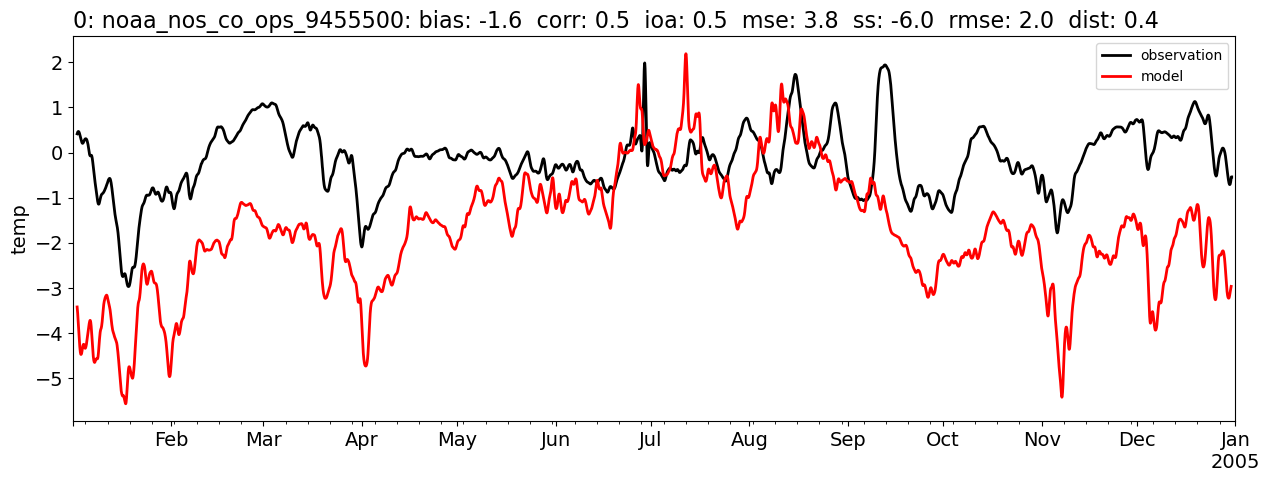 0: noaa_nos_co_ops_9455500: bias: -1.6  corr: 0.5  ioa: 0.5  mse: 3.8  ss: -6.0  rmse: 2.0  dist: 0.4
observation
model
2
1
0
−1
−2
−3
−4
−5
temp
Feb Mar Apr May Jun Jul Aug Sep Oct Nov Dec Jan
2005